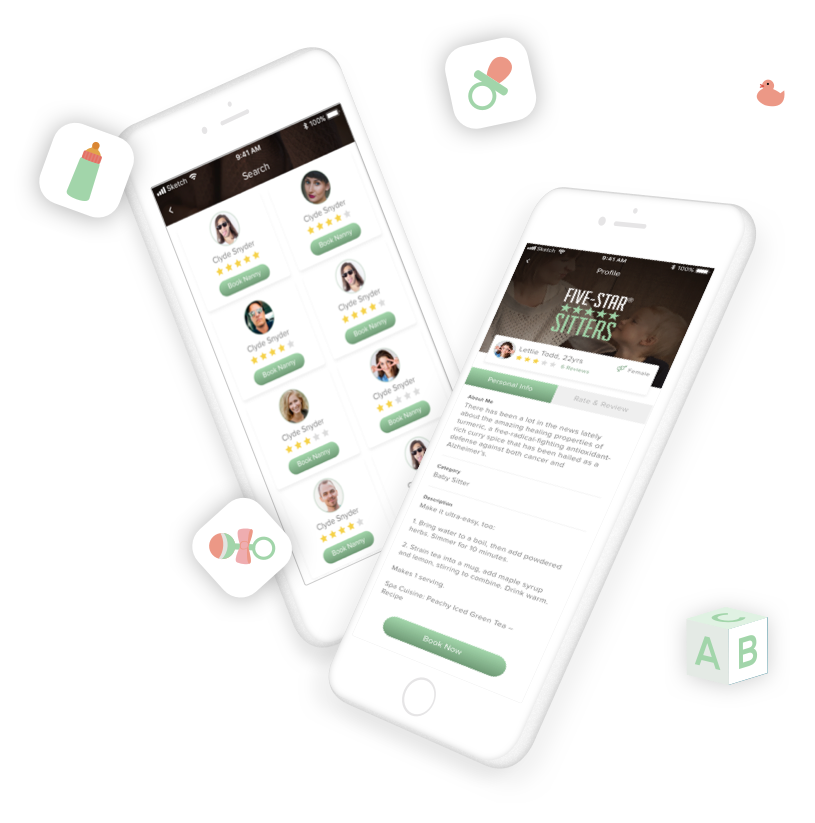 Sketch
9:41 AM
100%
Search
Clyde Snyder
Book Nanny
Clyde Snyder
Book Nanny
Clyde Snyder
Book Nanny
Clyde Snyder
Book Nanny
Clyde Snyder
Book Nanny
Clyde Snyder
Book Nanny
Clyde Snyder
Book Nanny
Sketch
9:41 AM
100%
Profile
FIVE-STAR®
SITTERS
Lettie Todd, 22yrs
6 Reviews
Female
Personal Info
Rate & Review
About Me
There has been a lot in the news lately
about the amazing healing properties of
turmeric, a free-radical-fighting antioxidant-
rich curry spice that has been hailed as a
defense against both cancer and
Alzheimer's.
Category
Baby Sitter
Description
Make it ultra-easy, too:
1. Bring water to a boil, then add powdered
herbs. Simmer for 10 minutes.
2. Strain tea into a mug, add maple syrup
and lemon, stirring to combine. Drink warm.
Makes 1 serving.
Spa Cuisine: Peachy Iced Green Tea –
Recipe
Book Now
C
A B